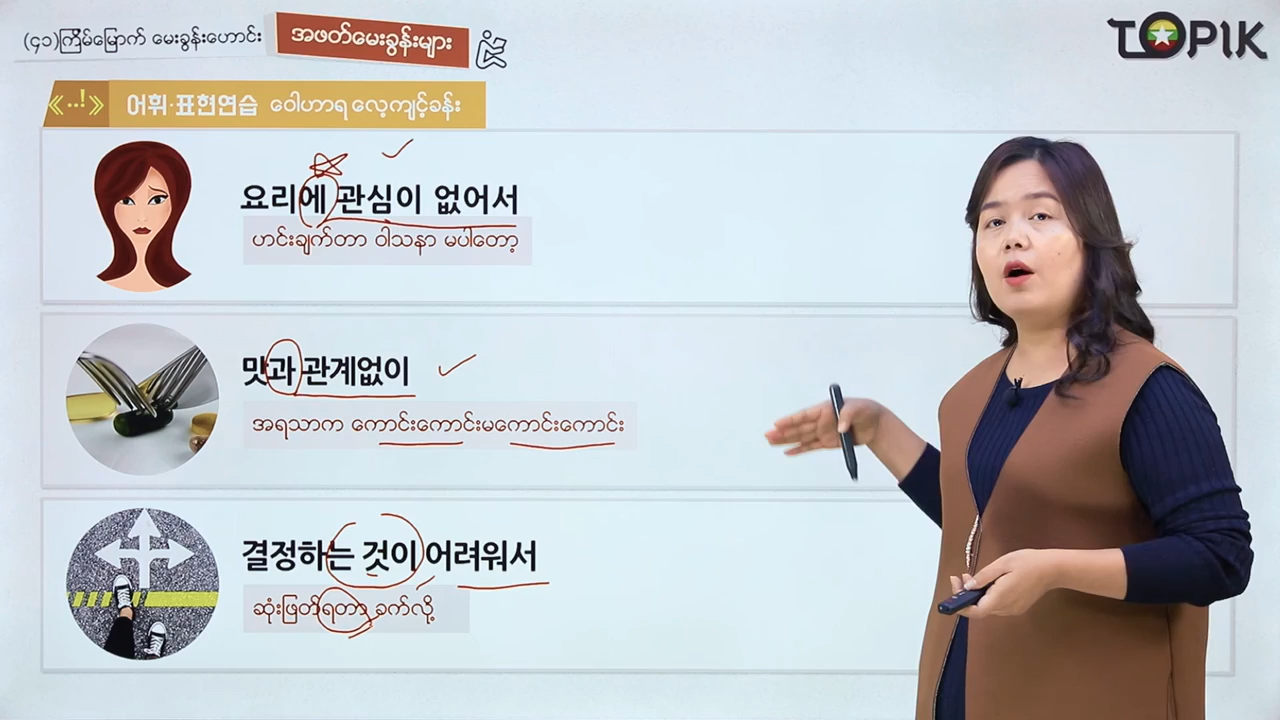 (၄၁)ကြိမ်မြောက် မေးခွန်းဟောင်း အဖတ်မေးခွန်းများ
TOPIK
어휘·표현연습 ဝေါဟာရ လေ့ကျင့်ခန်း
요리에 관심이 없어서
ဟင်းချက်တာ ဝါသနာ မပါတော့
맛과 관계없이
အရသာက ကောင်းကောင်းမကောင်းကောင်း
결정하는 것이 어려워서
ဆုံးဖြတ်ရတာ ခက်လို့